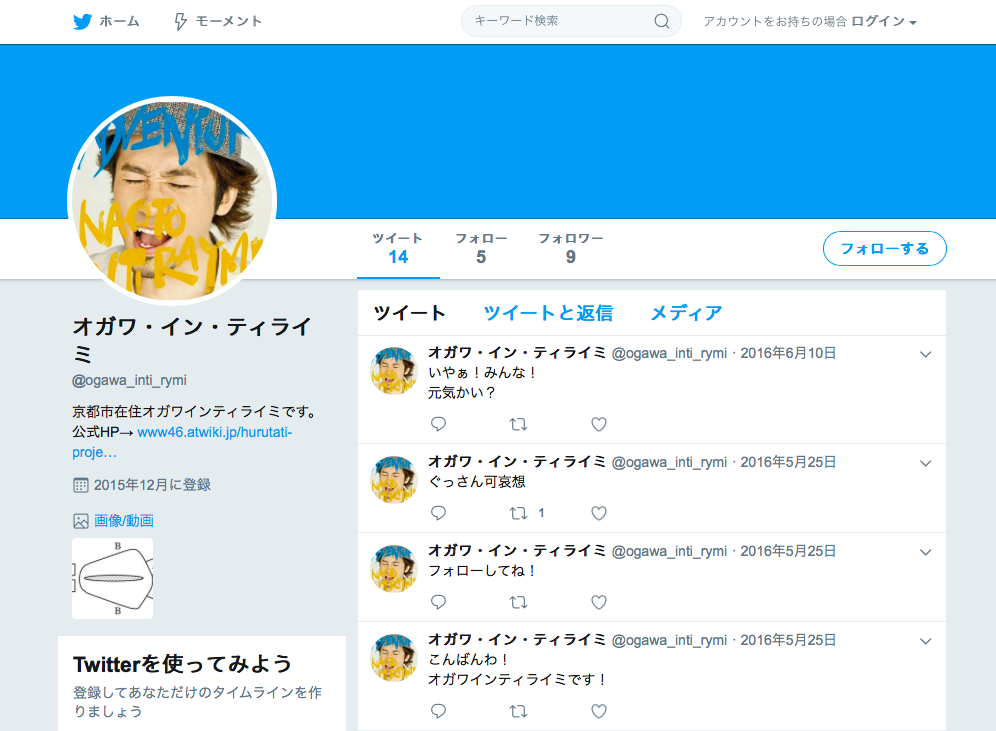 ホーム
モーメント
キーワード検索
アカウントをお持ちの場合 ログイン
ADVENTUR
NAOTO
INTIRAYMI
ツイート
14
フォロー
5
フォロワー
9
フォローする
オガワ・イン・ティライ
ミ
@ogawa_inti_rymi
京都市在住オガワインティライミです。
公式HP→ www46.atwiki.jp/hurutati-
proje…
2015年12月に登録
画像/動画
B
B
Twitterを使ってみよう
登録してあなただけのタイムラインを作
りましょう
ツイート ツイートと返信 メディア
オガワ・イン・ティライミ @ogawa_inti_rymi · 2016年6月10日
いやぁ！みんな！
元気かい？
オガワ・イン・ティライミ @ogawa_inti_rymi · 2016年5月25日
ぐっさん可哀想
1
オガワ・イン・ティライミ @ogawa_inti_rymi · 2016年5月25日
フォローしてね！
オガワ・イン・ティライミ @ogawa_inti_rymi · 2016年5月25日
こんばんわ！
オガワインティライミです！